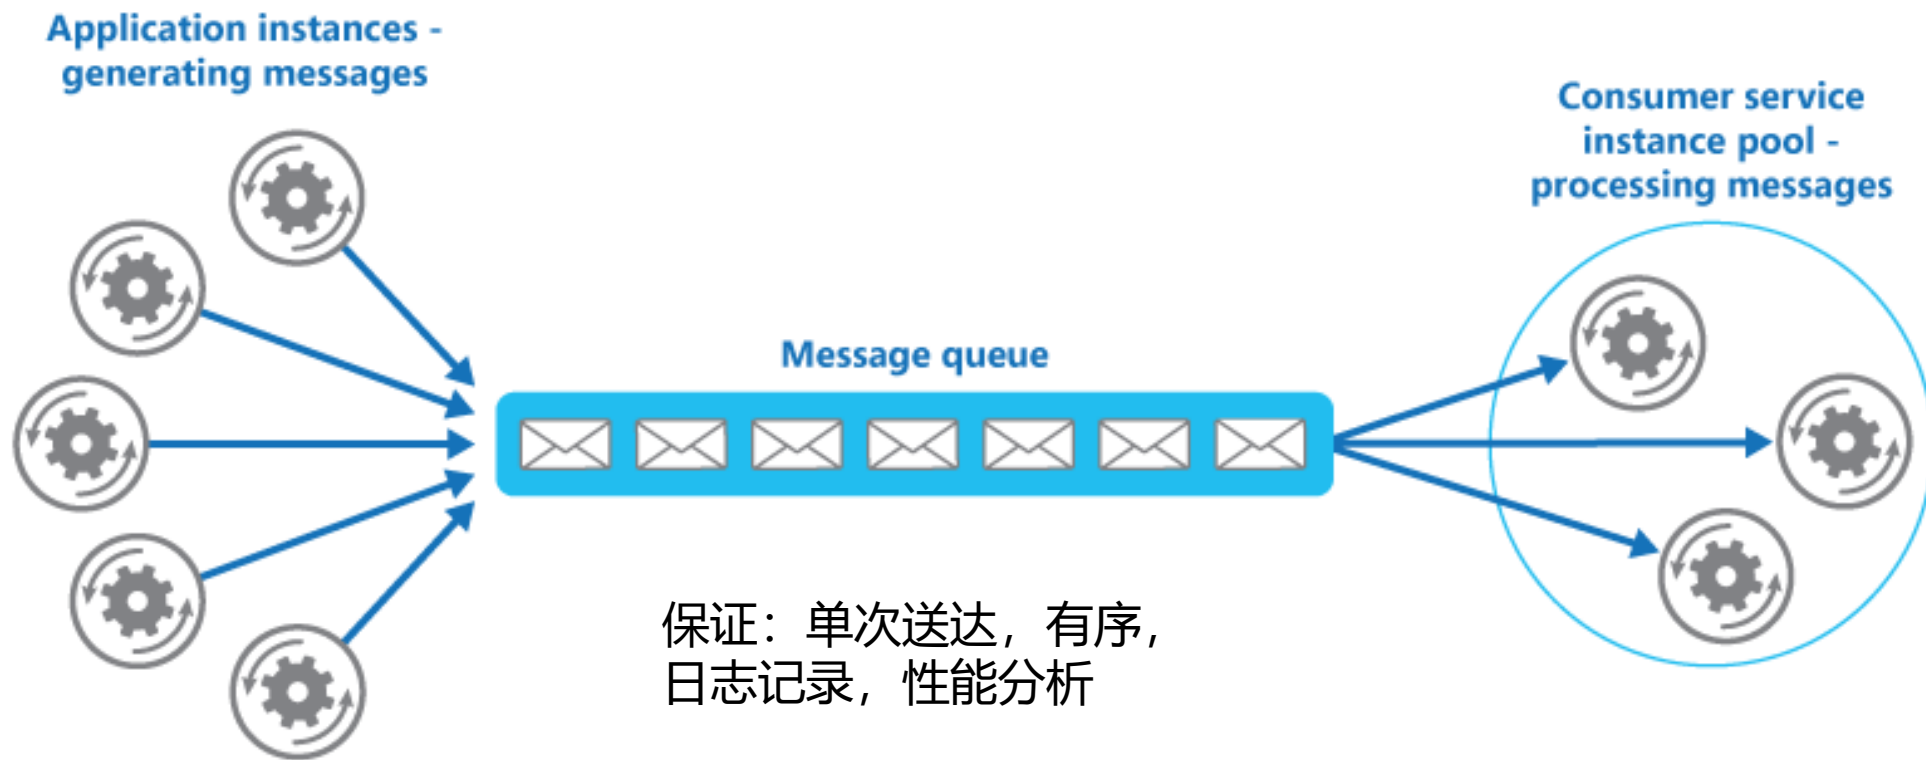 Application instances -
generating messages
Consumer service
instance pool -
processing messages
Message queue
保证：单次送达，有序，
日志记录，性能分析